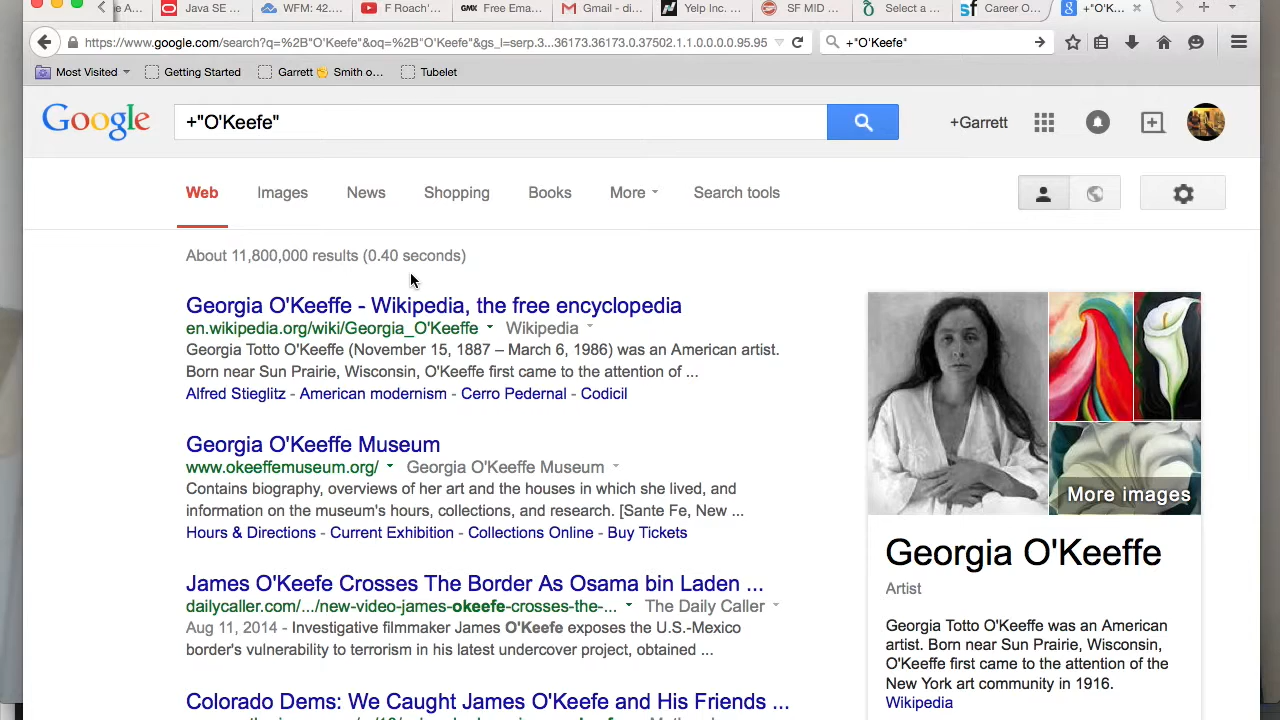 e A...
Java SE ...
WFM: 42...
F Roach'...
GMX Free Ema...
Gmail - di...
Yelp Inc. ...
SF MID ...
Select a ...
sf Career O...
+"O'K...
https://www.google.com/search?q=%2B"O'Keefe"&oq=%2B"O'Keefe"&gs_l=serp.3...36173.36173.0.37502.1.1.0.0.0.0.95.95
+"O'Keefe"
Most Visited
Getting Started
Garrett Smith o...
Tubelet
Google
+"O'Keefe"
+Garrett
Web
Images
News
Shopping
Books
More
Search tools
About 11,800,000 results (0.40 seconds)
Georgia O'Keeffe - Wikipedia, the free encyclopedia
en.wikipedia.org/wiki/Georgia_O'Keeffe Wikipedia
Georgia Totto O'Keeffe (November 15, 1887 – March 6, 1986) was an American artist.
Born near Sun Prairie, Wisconsin, O'Keeffe first came to the attention of ...
Alfred Stieglitz - American modernism - Cerro Pedernal - Codicil
Georgia O'Keeffe Museum
www.okeeffemuseum.org/ Georgia O'Keeffe Museum
Contains biography, overviews of her art and the houses in which she lived, and
information on the museum's hours, collections, and research. [Sante Fe, New ...
Hours & Directions - Current Exhibition - Collections Online - Buy Tickets
James O'Keefe Crosses The Border As Osama bin Laden ...
dailycaller.com/.../new-video-james-okeefe-crosses-the-... The Daily Caller
Aug 11, 2014 - Investigative filmmaker James O'Keefe exposes the U.S.-Mexico
border's vulnerability to terrorism in his latest undercover project, obtained ...
Colorado Dems: We Caught James O'Keefe and His Friends ...
More images
Georgia O'Keeffe
Artist
Georgia Totto O'Keeffe was an American
artist. Born near Sun Prairie, Wisconsin,
O'Keeffe first came to the attention of the
New York art community in 1916.
Wikipedia